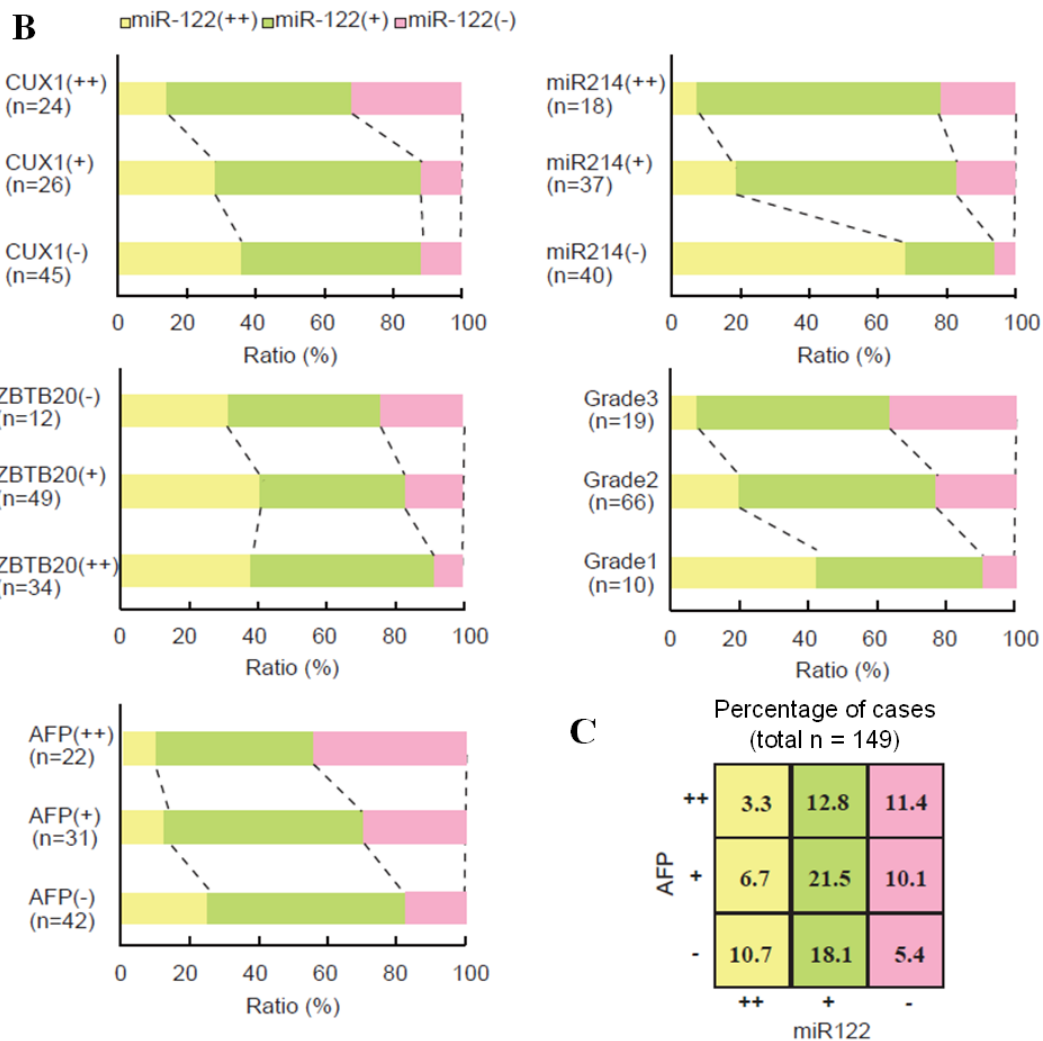 B
miR-122(++) miR-122(+) miR-122(-)
CUX1(++)
(n=24)
CUX1(+)
(n=26)
CUX1(-)
(n=45)
0 20 40 60 80 100
Ratio (%)
miR214(++)
(n=18)
miR214(+)
(n=37)
miR214(-)
(n=40)
0 20 40 60 80 100
Ratio (%)
ZBTB20(-)
(n=12)
ZBTB20(+)
(n=49)
ZBTB20(++)
(n=34)
0 20 40 60 80 100
Ratio (%)
Grade3
(n=19)
Grade2
(n=66)
Grade1
(n=10)
0 20 40 60 80 100
Ratio (%)
AFP(++)
(n=22)
AFP(+)
(n=31)
AFP(-)
(n=42)
0 20 40 60 80 100
Ratio (%)
C
Percentage of cases
(total n = 149)
AFP
++ 3.3 12.8 11.4
+ 6.7 21.5 10.1
- 10.7 18.1 5.4
++ + -
miR122